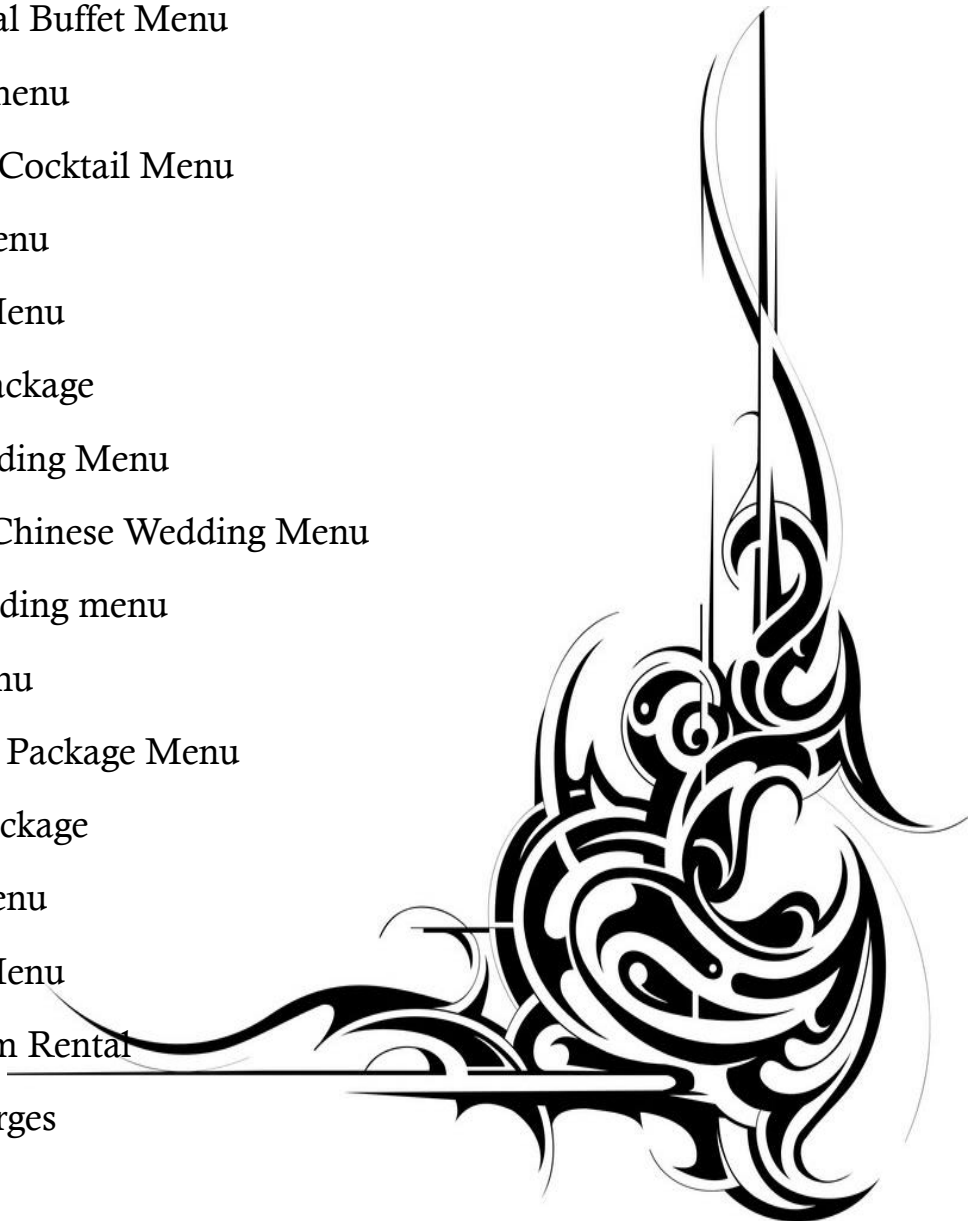 al Buffet Menu
menu
Cocktail Menu
enu
Menu
ackage
ding Menu
Chinese Wedding Menu
ding menu
nu
Package Menu
ckage
enu
Menu
m Rental
rges